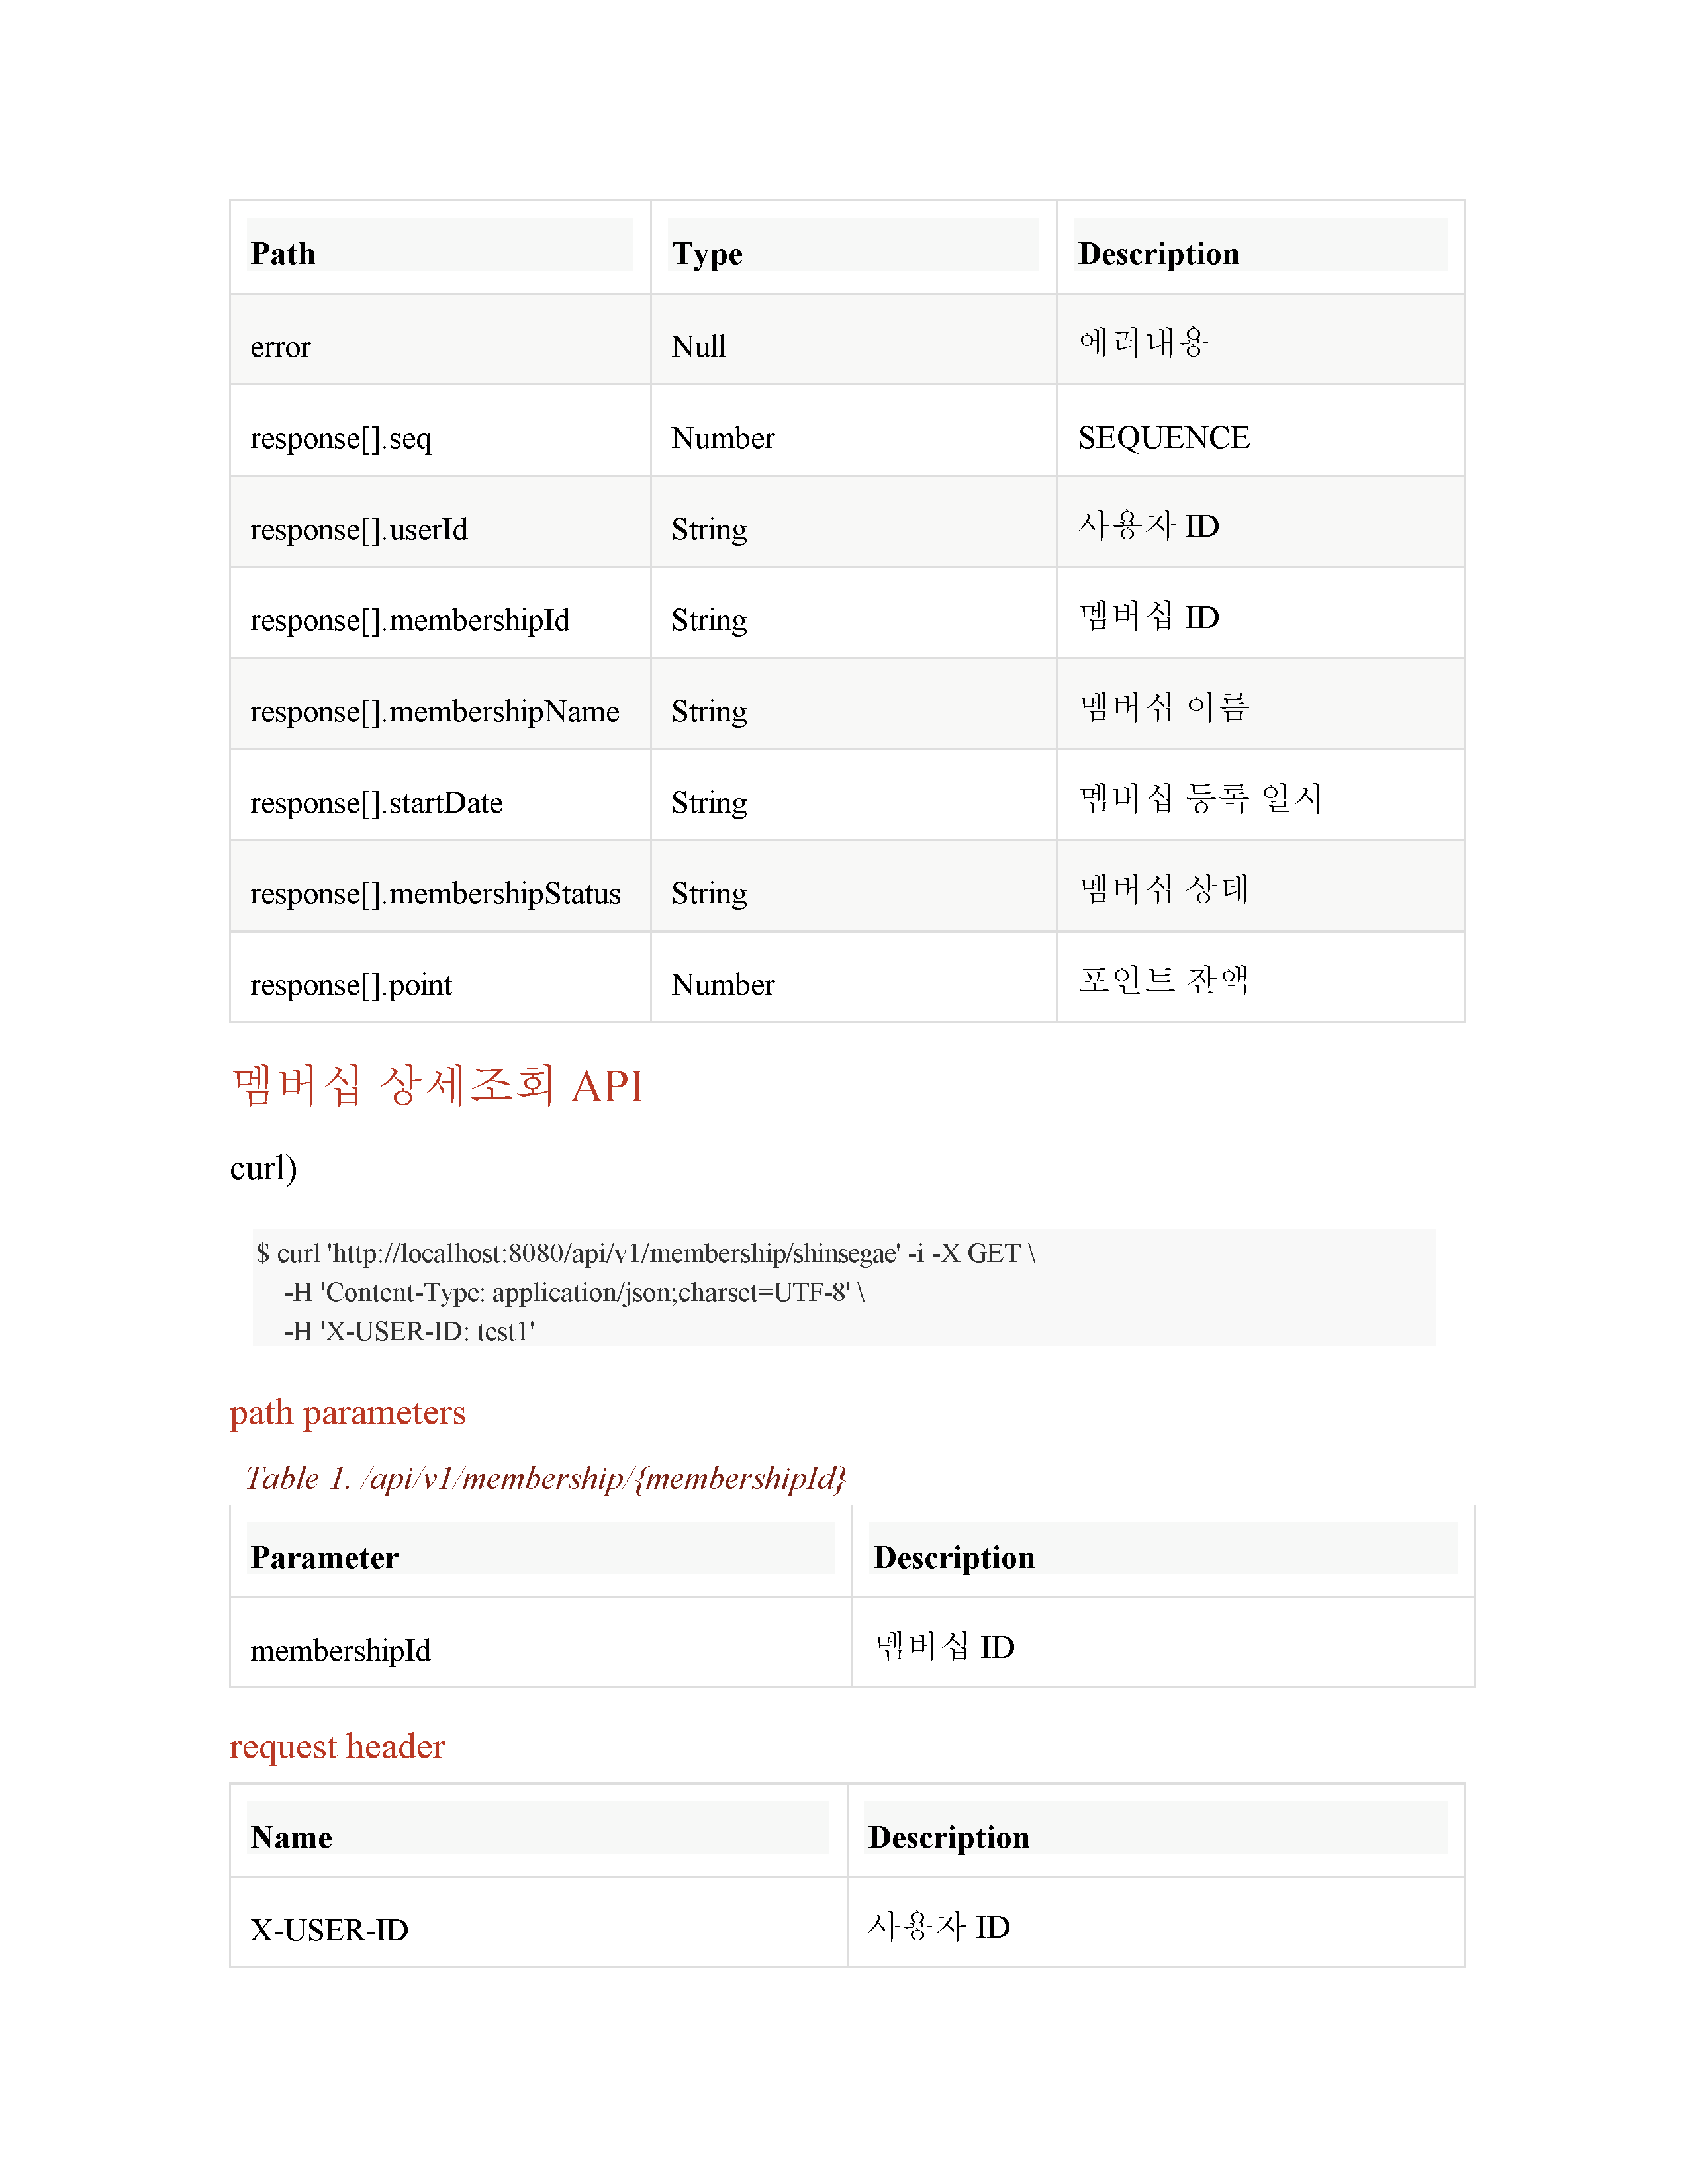 Path Type Description
error Null 에러내용
response[].seq Number SEQUENCE
response[].userId String 사용자 ID
response[].membershipId String 멤버십 ID
response[].membershipName String 멤버십 이름
response[].startDate String 멤버십 등록 일시
response[].membershipStatus String 멤버십 상태
response[].point Number 포인트 잔액
멤버십 상세조회 API
curl)
$ curl 'http://localhost:8080/api/v1/membership/shinsegae' -i -X GET \
-H 'Content-Type: application/json;charset=UTF-8' \
-H 'X-USER-ID: test1'
path parameters
Table 1. /api/v1/membership/{membershipId}
Parameter Description
membershipId 멤버십 ID
request header
Name Description
X-USER-ID 사용자 ID